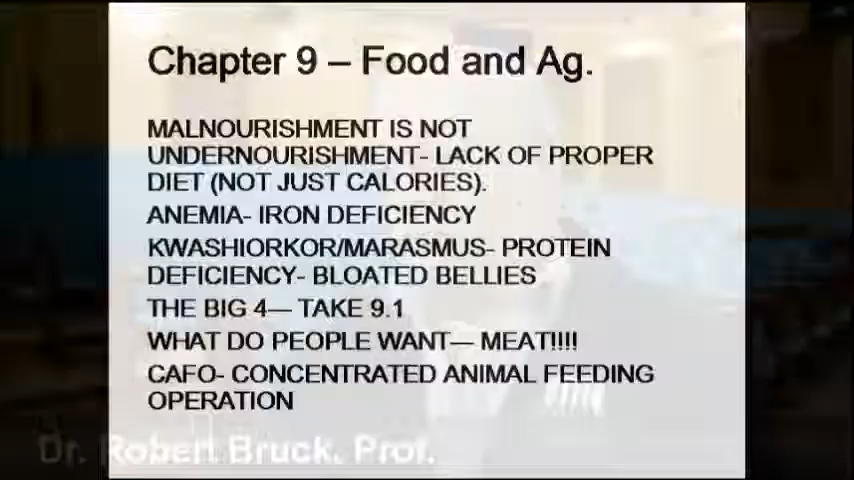 Chapter 9 – Food and Ag.
MALNOURISHMENT IS NOT
UNDERNOURISHMENT- LACK OF PROPER
DIET (NOT JUST CALORIES).
ANEMIA- IRON DEFICIENCY
KWASHIORKOR/MARASMUS- PROTEIN
DEFICIENCY- BLOATED BELLIES
THE BIG 4— TAKE 9.1
WHAT DO PEOPLE WANT— MEAT!!!!
CAFO- CONCENTRATED ANIMAL FEEDING
OPERATION
Dr. Robert Bruck, Prof.